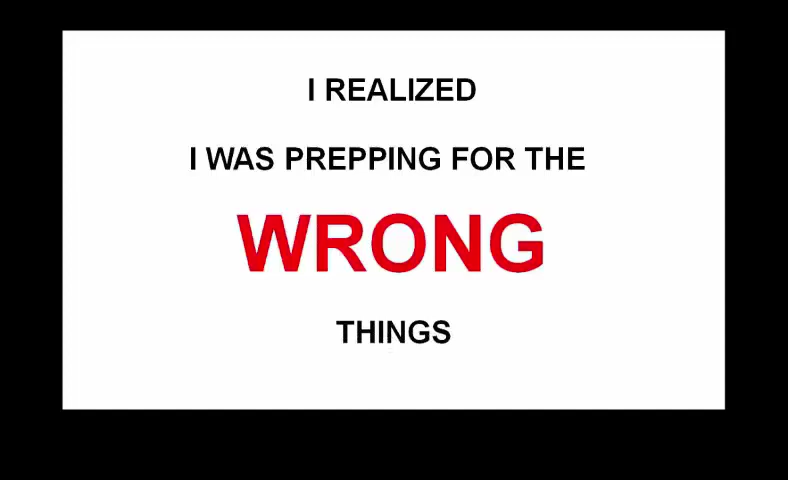 I REALIZED
I WAS PREPPING FOR THE
WRONG
THINGS